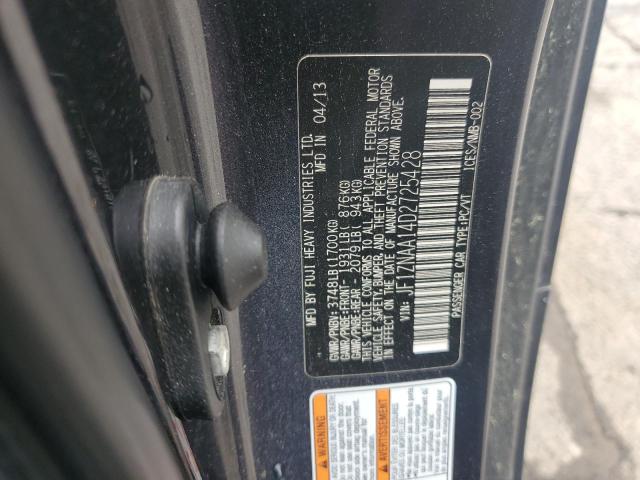 MFD BY FUJI HEAVY INDUSTRIES LTD. IN 04/13
GVWR/PNBV: 3748LB(1700KG)
GAWR/PNBE:FRONT- 1931LB( 876KG)
GAWR/PNBE:REAR - 2079LB( 943KG)
THIS VEHICLE CONFORMS TO ALL APPLICABLE FEDERAL MOTOR
VEHICLE SAFETY,BUMPER, AND THEFT PREVENTION STANDARDS
IN EFFECT ON THE DATE OF MANUFACTURE SHOWN ABOVE.
VIN: JF1ZNAA14D2725428
PASSENGER CAR TYPE:PC/VT 1CES/NWB-002
WARNING
AVERTISSEMENT